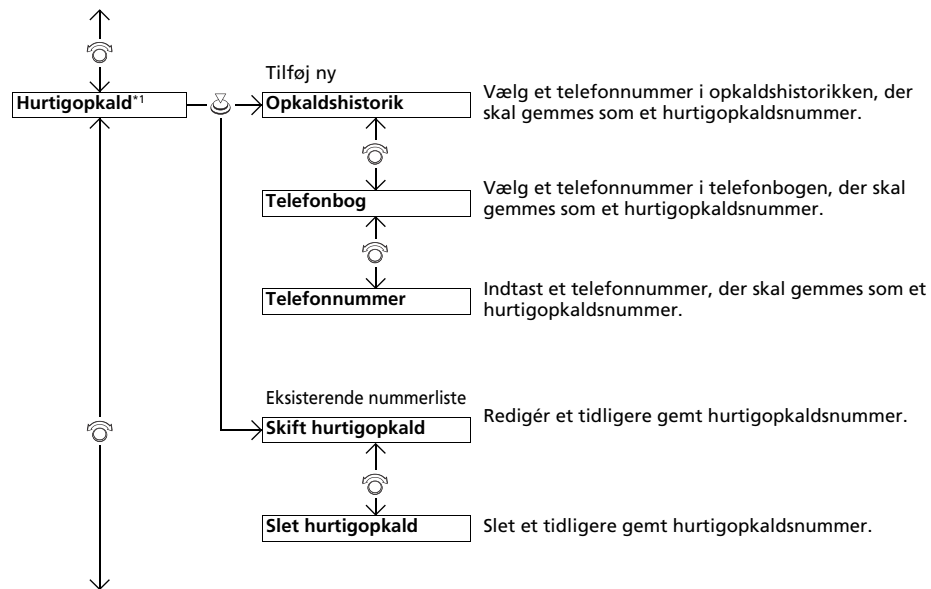 Tilføj ny
Hurtigopkald*1
Opkaldshistorik
Vælg et telefonnummer i opkaldshistorikken, der
skal gemmes som et hurtigopkaldsnummer.
Telefonbog
Vælg et telefonnummer i telefonbogen, der skal
gemmes som et hurtigopkaldsnummer.
Telefonnummer
Indtast et telefonnummer, der skal gemmes som et
hurtigopkaldsnummer.
Eksisterende nummerliste
Skift hurtigopkald
Redigér et tidligere gemt hurtigopkaldsnummer.
Slet hurtigopkald
Slet et tidligere gemt hurtigopkaldsnummer.